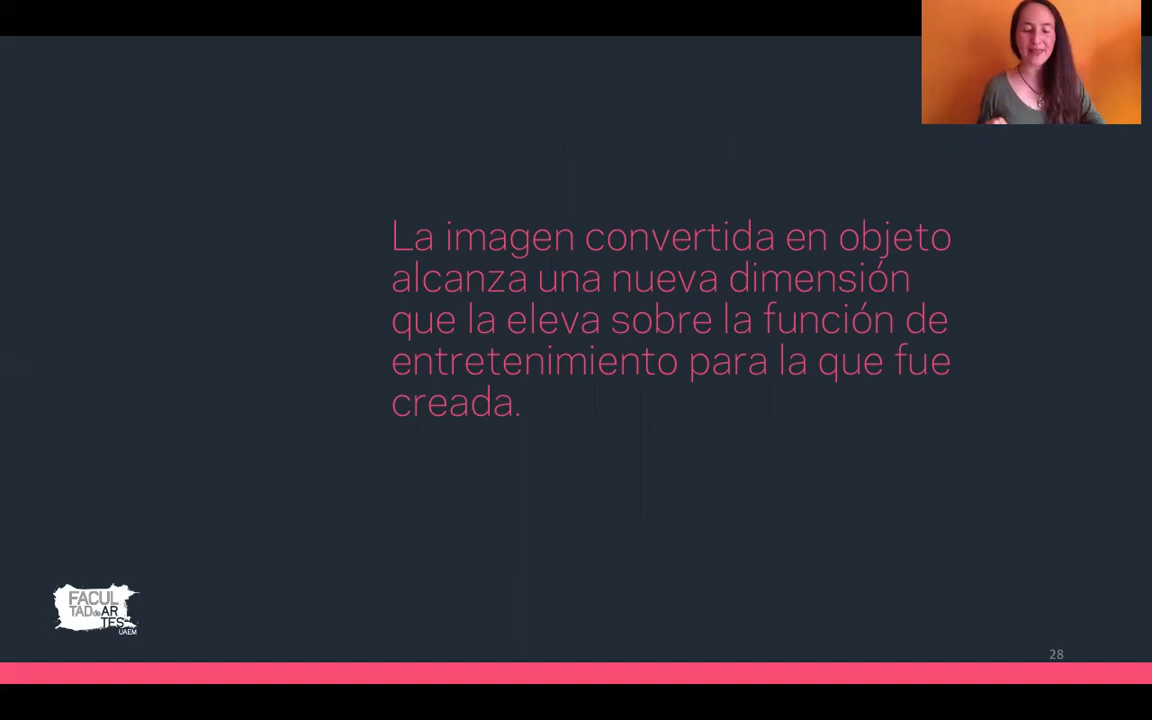 La imagen convertida en objeto
alcanza una nueva dimensión
que la eleva sobre la función de
entretenimiento para la que fue
creada.
FACUL
TAD de AR
TES
UAEM
28